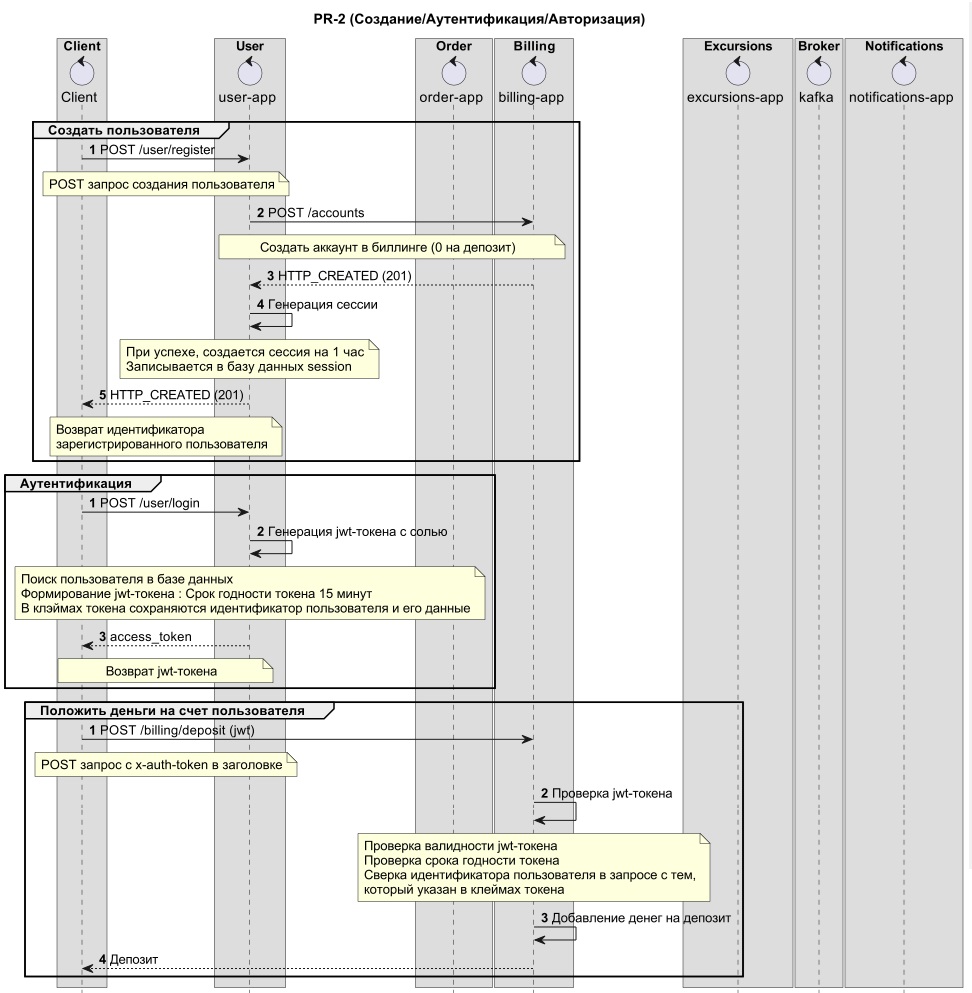 PR-2 (Создание/Аутентификация/Авторизация)
Client User Order Billing Excursions Broker Notifications
Client user-app order-app billing-app excursions-app kafka notifications-app
Создать пользователя
1 POST /user/register
POST запрос создания пользователя
2 POST /accounts
Создать аккаунт в биллинге (0 на депозит)
3 HTTP_CREATED (201)
4 Генерация сессии
При успехе, создается сессия на 1 час
Записывается в базу данных session
5 HTTP_CREATED (201)
Возврат идентификатора
зарегистрированного пользователя
Аутентификация
1 POST /user/login
2 Генерация jwt-токена с солью
Поиск пользователя в базе данных
Формирование jwt-токена : Срок годности токена 15 минут
В клэймах токена сохраняются идентификатор пользователя и его данные
3 access_token
Возврат jwt-токена
Положить деньги на счет пользователя
1 POST /billing/deposit (jwt)
POST запрос с x-auth-token в заголовке
2 Проверка jwt-токена
Проверка валидности jwt-токена
Проверка срока годности токена
Сверка идентификатора пользователя в запросе с тем,
который указан в клеймах токена
3 Добавление денег на депозит
4 Депозит